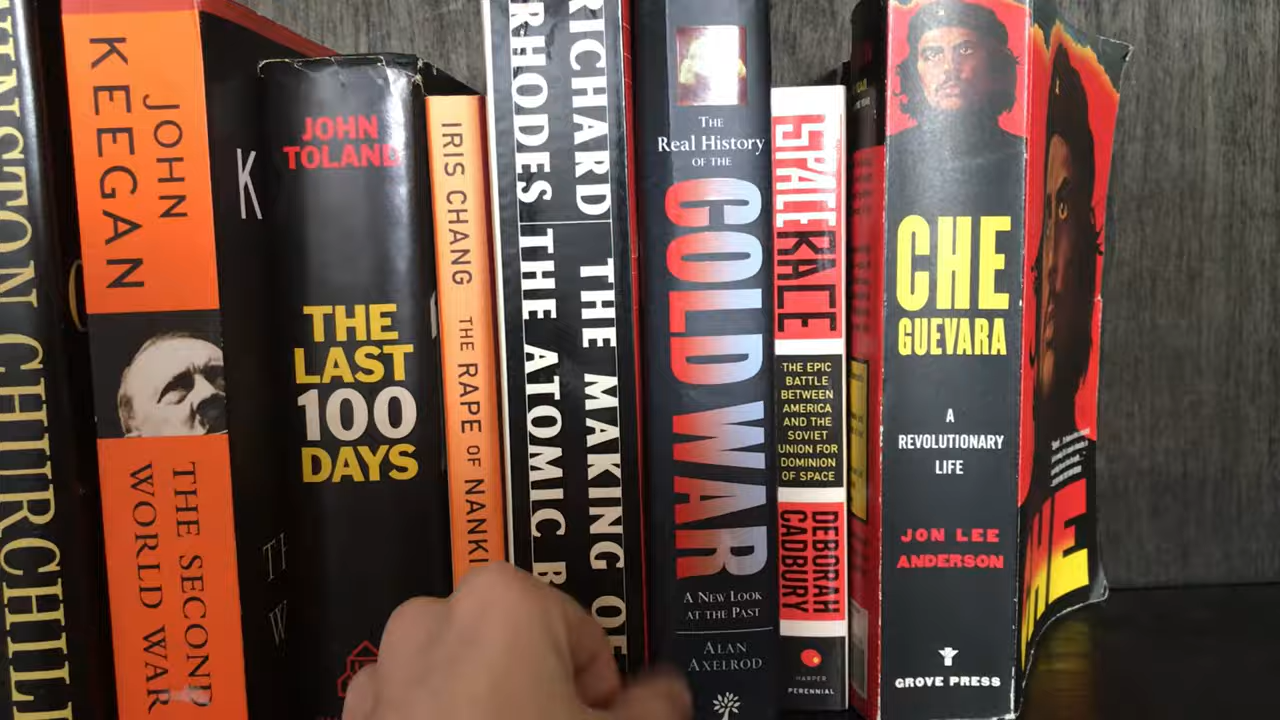 WINSTON CHURCHILL
JOHN
KEEGAN
THE SECOND
WORLD WAR
K
JOHN
TOLAND
THE
LAST
100
DAYS
IRIS CHANG THE RAPE OF NANKI
RICHARD THE MAKING OF
RHODES THE ATOMIC B
THE
Real History
OF THE
COLD WAR
A NEW LOOK
AT THE PAST
ALAN
AXELROD
SPACE RACE
THE EPIC
BATTLE
BETWEEN
AMERICA
AND THE
SOVIET
UNION FOR
DOMINION
OF SPACE
DEBORAH
CADBURY
HARPER
PERENNIAL
CHE
GUEVARA
A
REVOLUTIONARY
LIFE
JON LEE
ANDERSON
GROVE PRESS
HE